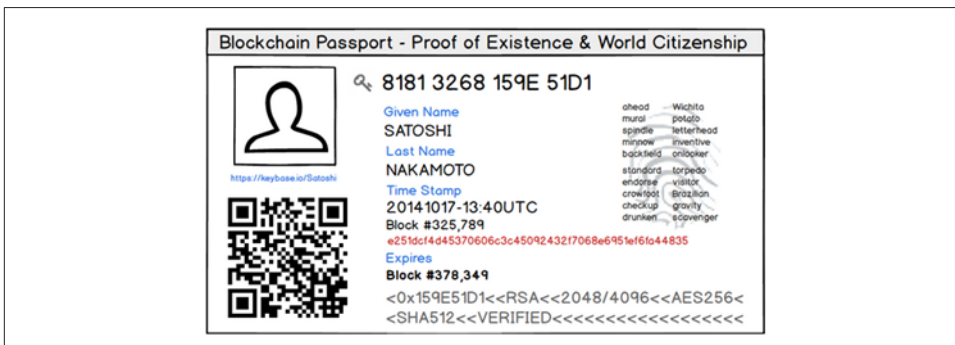 Blockchain Passport - Proof of Existence & World Citizenship
8181 3268 159E 51D1
Given Name
SATOSHI
Last Name
NAKAMOTO
Time Stamp
20141017-13:40UTC
Block #325,789
e251dcf4d45370606c3c45092432f7068e6951ef6fa44835
Expires
Block #378,349
<0x159E51D1<<RSA<<2048/4096<<AES256<
<SHA512<<VERIFIED<<<<<<<<<<<<<<<<<<<
https://keybase.io/Satoshi
ahead Wichita
mural potato
spindle letterhead
minnow inventive
backfield onlooker
standard torpedo
endorse visitor
crowfoot Brazilian
checkup gravity
drunken scavenger